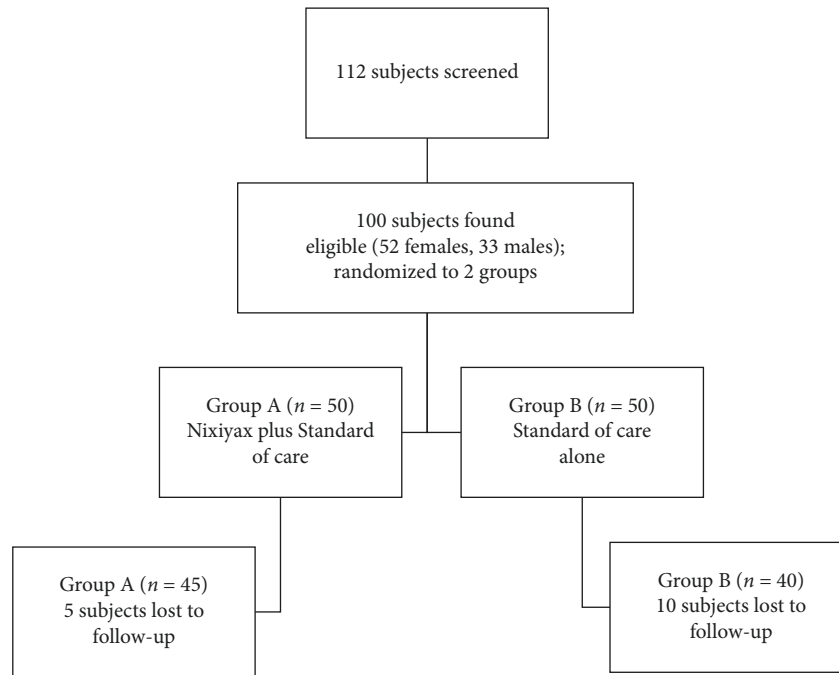 112 subjects screened
100 subjects found
eligible (52 females, 33 males);
randomized to 2 groups
Group A (n = 50)
Nixiyax plus Standard
of care
Group B (n = 50)
Standard of care
alone
Group A (n = 45)
5 subjects lost to
follow-up
Group B (n = 40)
10 subjects lost to
follow-up